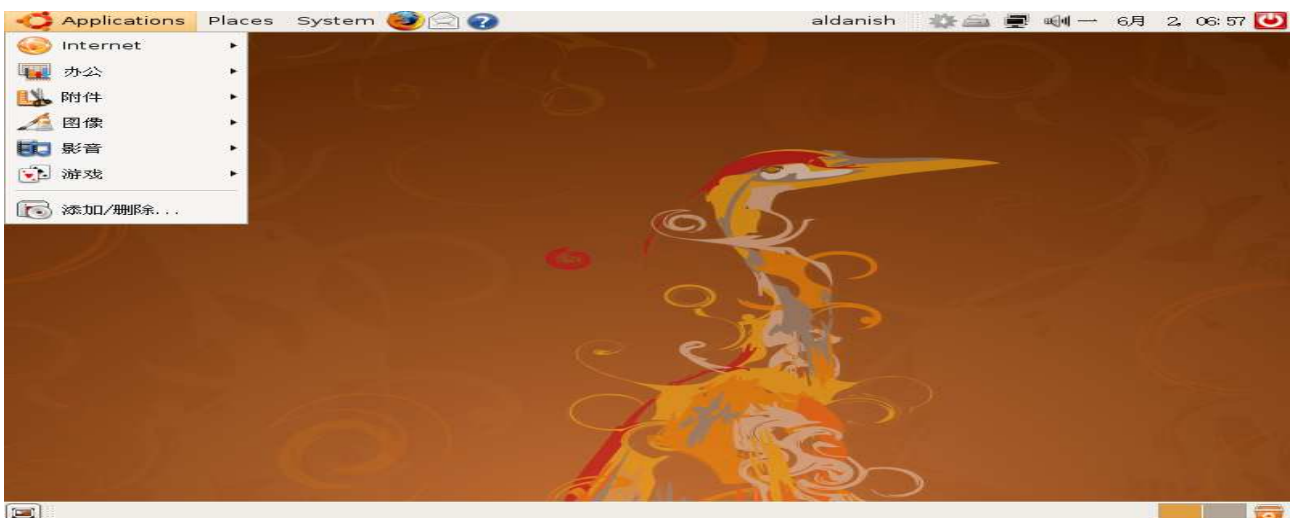 Applications Places System aldanish 一 6月 2, 06:57
Internet
办公
附件
图像
影音
游戏
添加/删除...